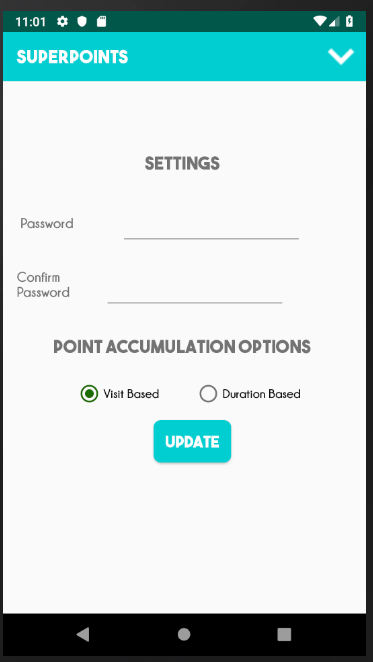 11:01
SUPERPOINTS
SETTINGS
Password
Confirm
Password
POINT ACCUMULATION OPTIONS
Visit Based
Duration Based
UPDATE